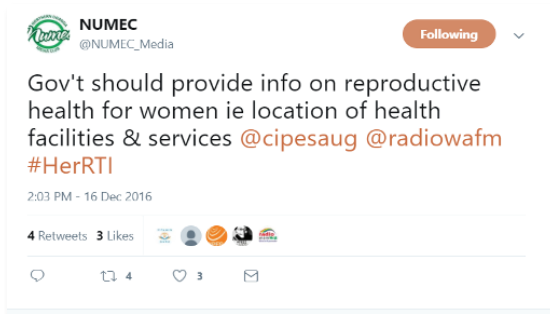 NUMEC
@NUMEC_Media
Following
Gov't should provide info on reproductive
health for women ie location of health
facilities & services @cipesaug @radiowafm
#HerRTI
2:03 PM - 16 Dec 2016
4 Retweets 3 Likes
4 3